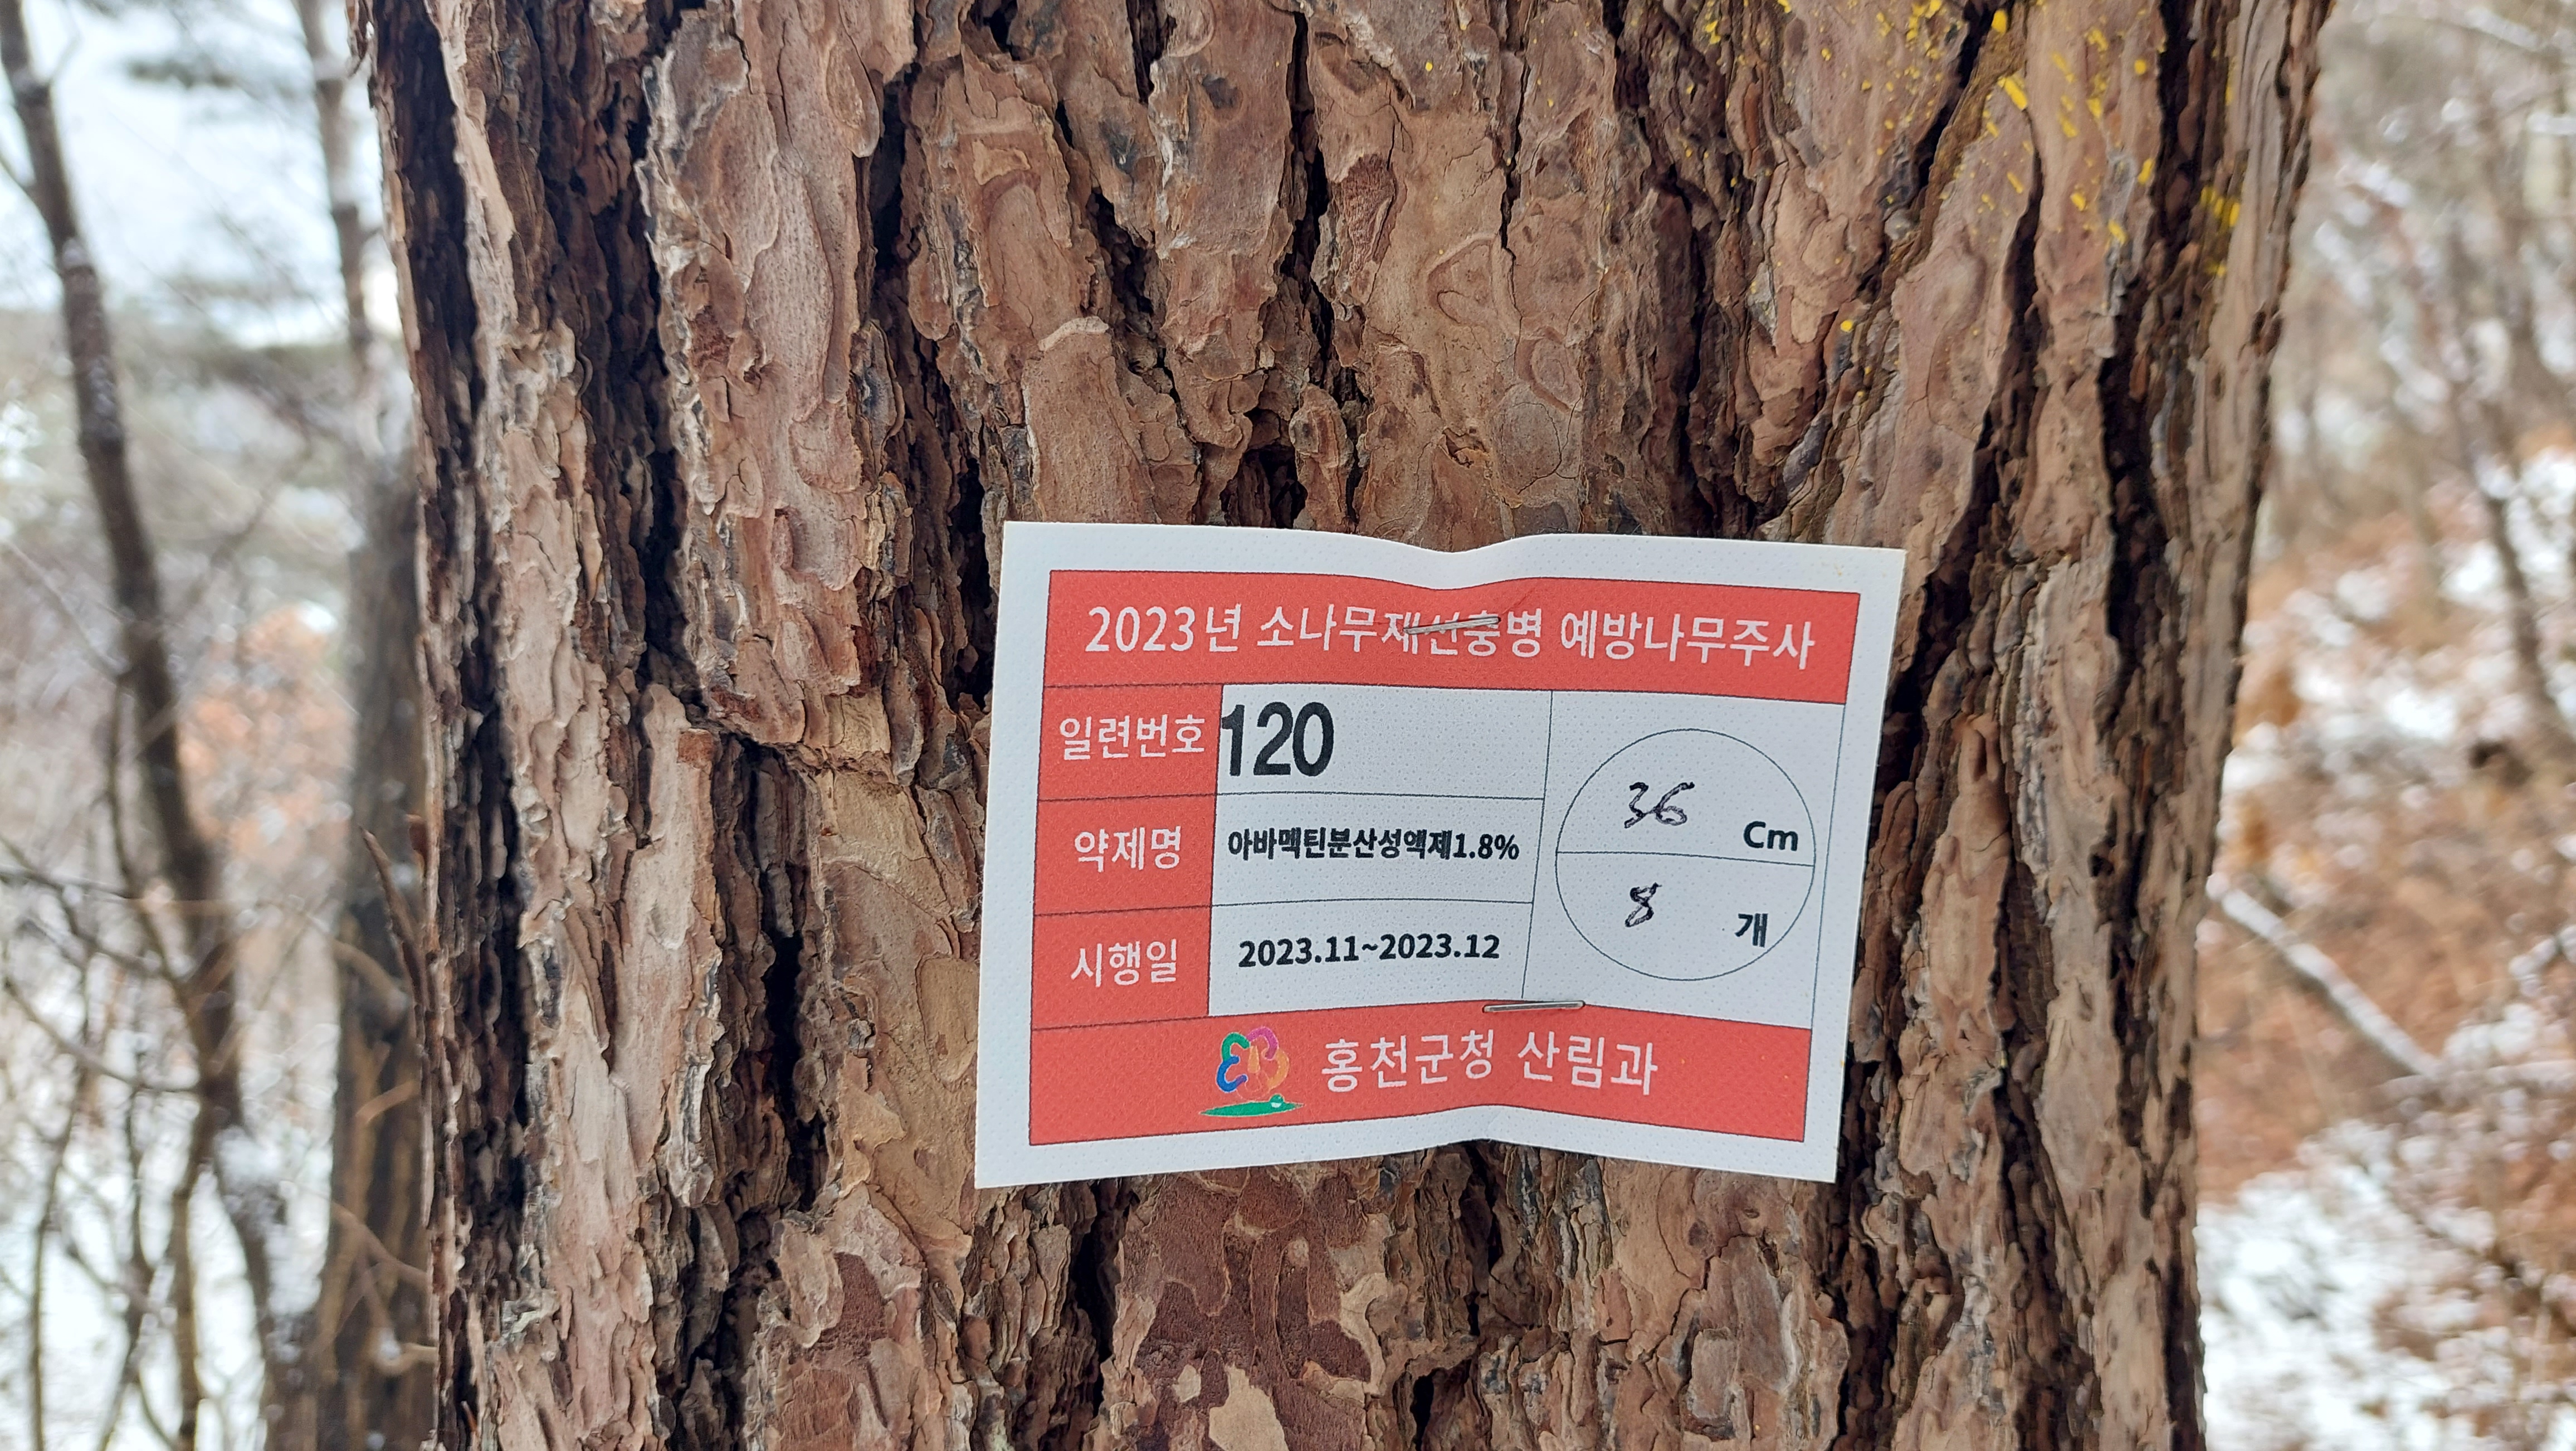 2023년 소나무재선충병 예방나무주사
일련번호 120
약제명 아바멕틴분산성액제1.8%
시행일 2023.11~2023.12
36 Cm
8 개
홍천군청 산림과